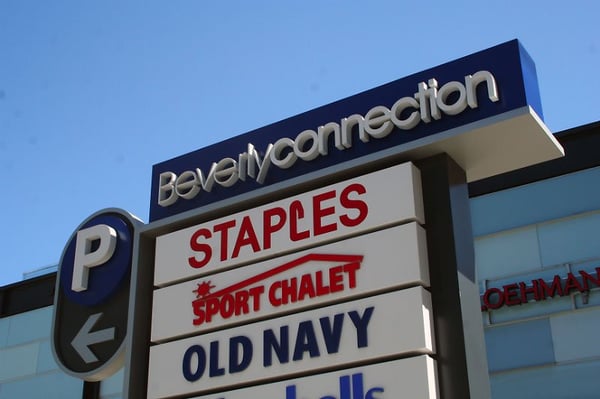 Beverlyconnection
STAPLES
SPORT CHALET
OLD NAVY
P
OEHMAN